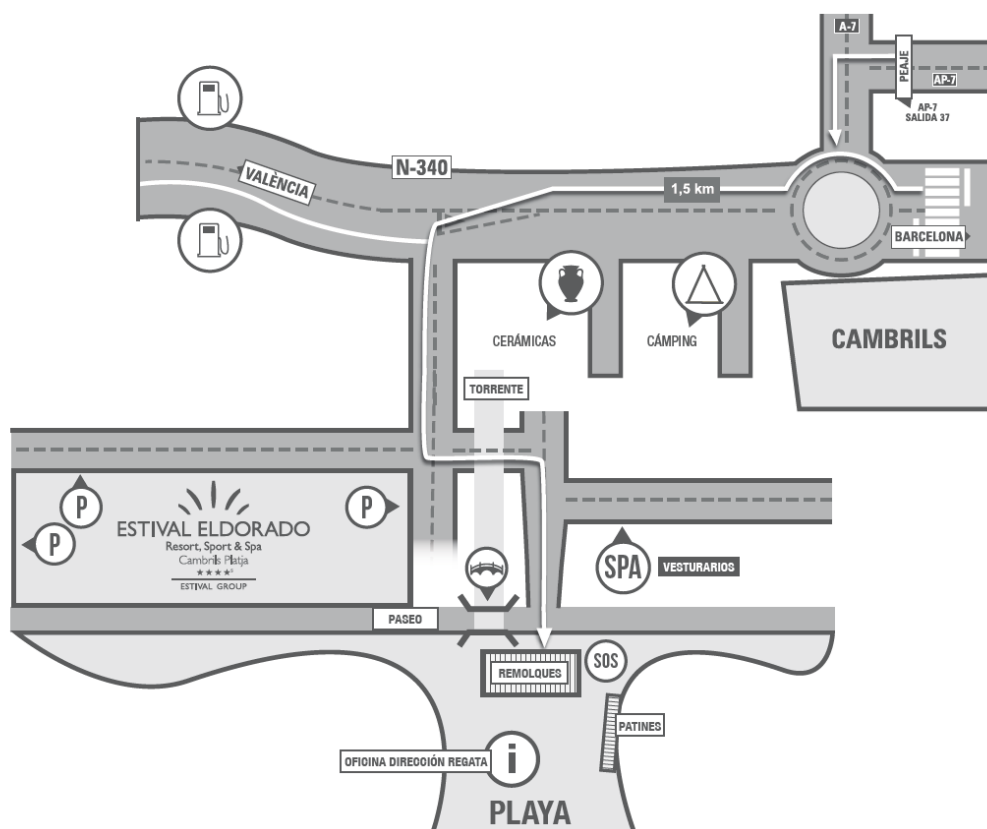 A-7
PEAJE
AP-7
AP-7
SALIDA 37
VALÈNCIA
N-340
1,5 km
BARCELONA
CERÁMICAS
CÁMPING
CAMBRILS
TORRENTE
P
P
P
ESTIVAL ELDORADO
Resort, Sport & Spa
Cambrils Platja
★★★★s
ESTIVAL GROUP
SPA
VESTURARIOS
PASEO
REMOLQUES
SOS
PATINES
OFICINA DIRECCIÓN REGATA
i
PLAYA